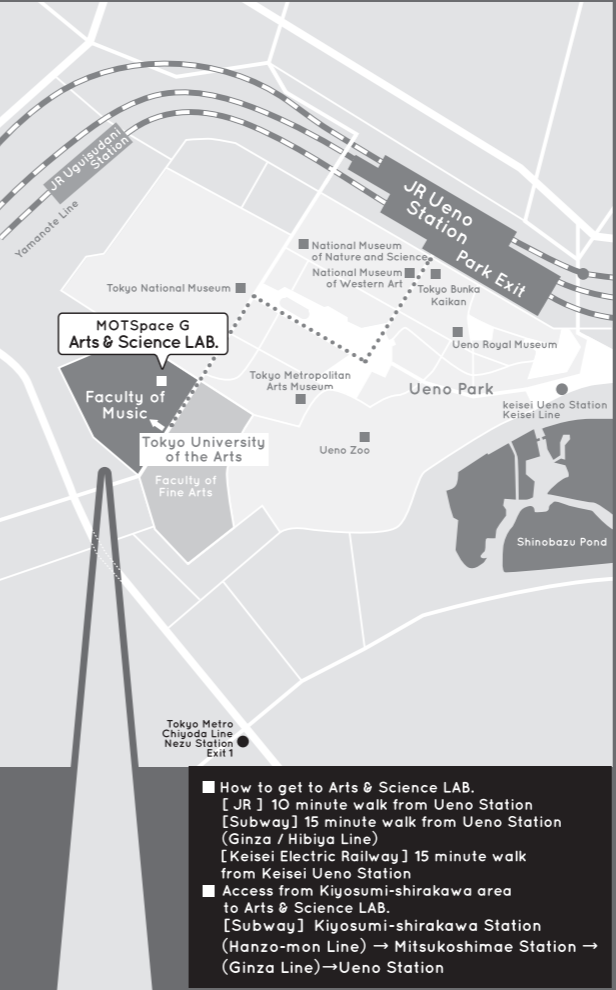 JR Uguisudani
Station
Yamanote Line
JR Ueno
Station
Park Exit
National Museum
of Nature and Science
National Museum
of Western Art
Tokyo Bunka
Kaikan
Tokyo National Museum
MOTSpace G
Arts & Science LAB.
Ueno Royal Museum
Tokyo Metropolitan
Arts Museum
Ueno Park
Faculty of
Music
keisei Ueno Station
Keisei Line
Tokyo University
of the Arts
Ueno Zoo
Faculty of
Fine Arts
Shinobazu Pond
Tokyo Metro
Chiyoda Line
Nezu Station
Exit 1
How to get to Arts & Science LAB.
[ JR ] 10 minute walk from Ueno Station
[Subway] 15 minute walk from Ueno Station
(Ginza / Hibiya Line)
[Keisei Electric Railway] 15 minute walk
from Keisei Ueno Station
Access from Kiyosumi-shirakawa area
to Arts & Science LAB.
[Subway] Kiyosumi-shirakawa Station
(Hanzo-mon Line) → Mitsukoshimae Station →
(Ginza Line)→Ueno Station